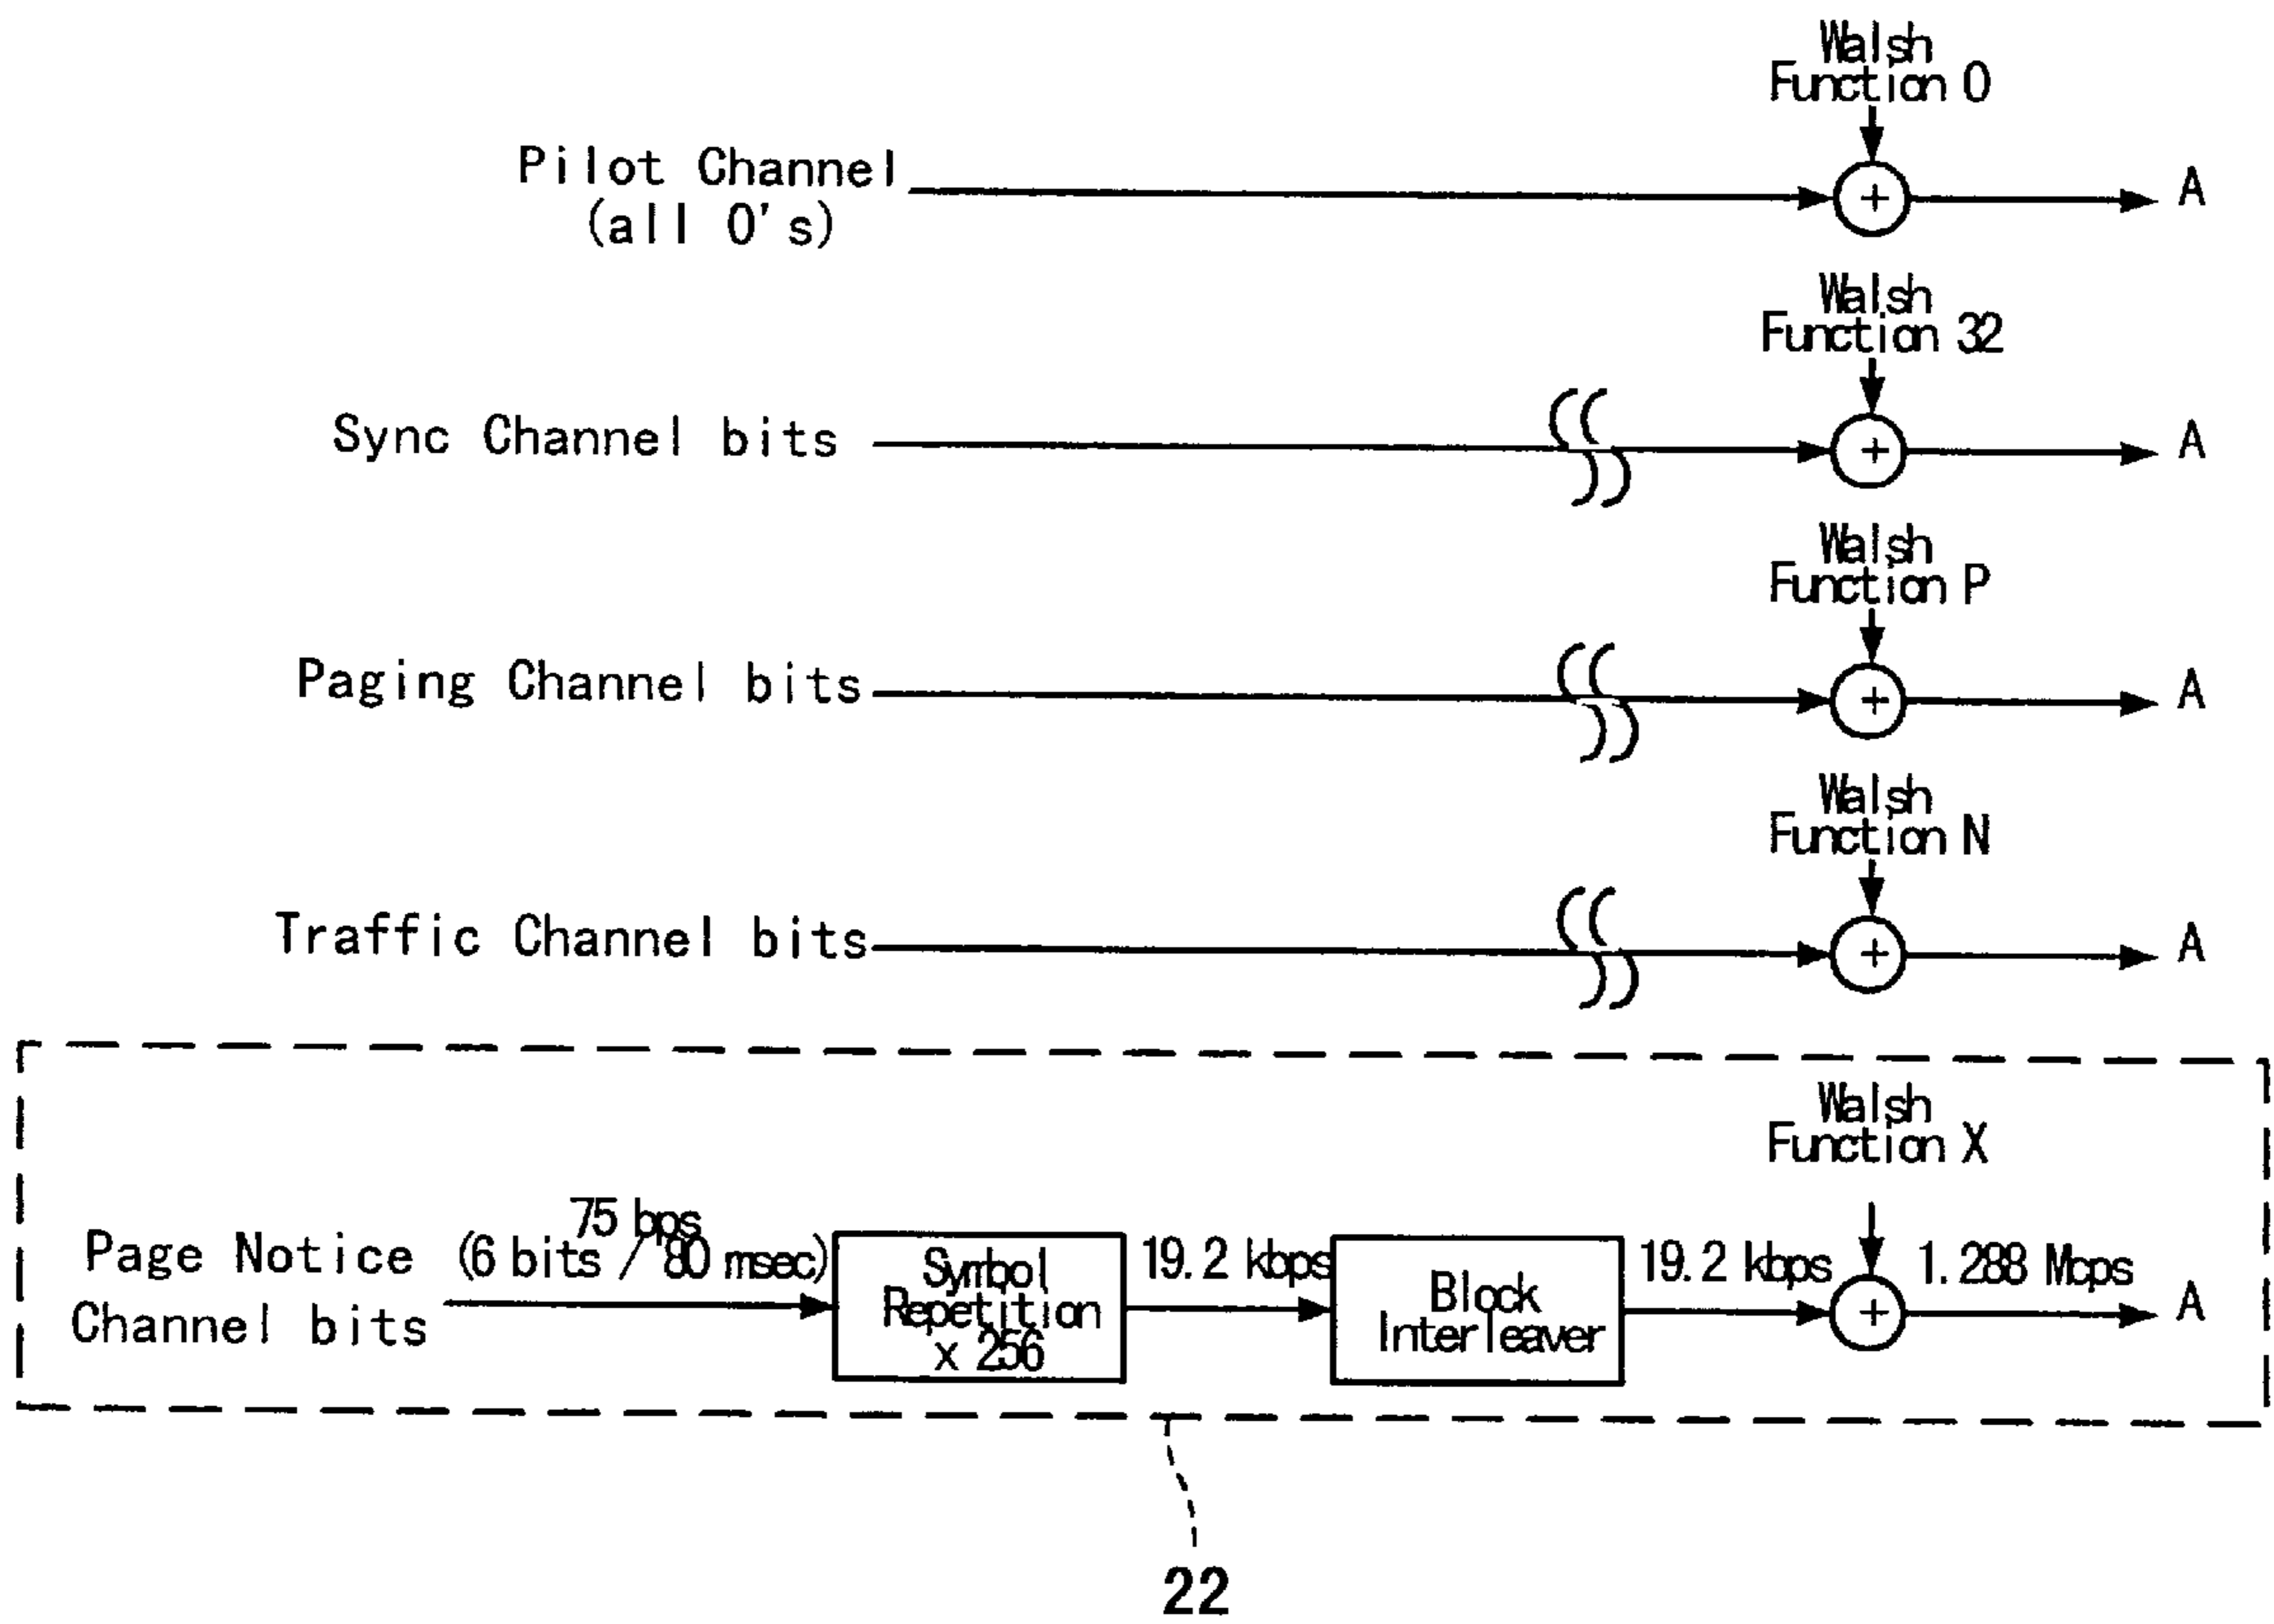 Walsh
Function 0
Pilot Channel
(all 0's)
+
A
Walsh
Function 32
Sync Channel bits
+
A
Walsh
Function P
Paging Channel bits
+
A
Walsh
Function N
Traffic Channel bits
+
A
Walsh
Function X
Page Notice
Channel bits
75 bps
(6 bits / 80 msec)
Symbol
Repetition
x 256
19.2 kbps
Block
Interleaver
19.2 kbps
+
1.288 Mcps
A
22